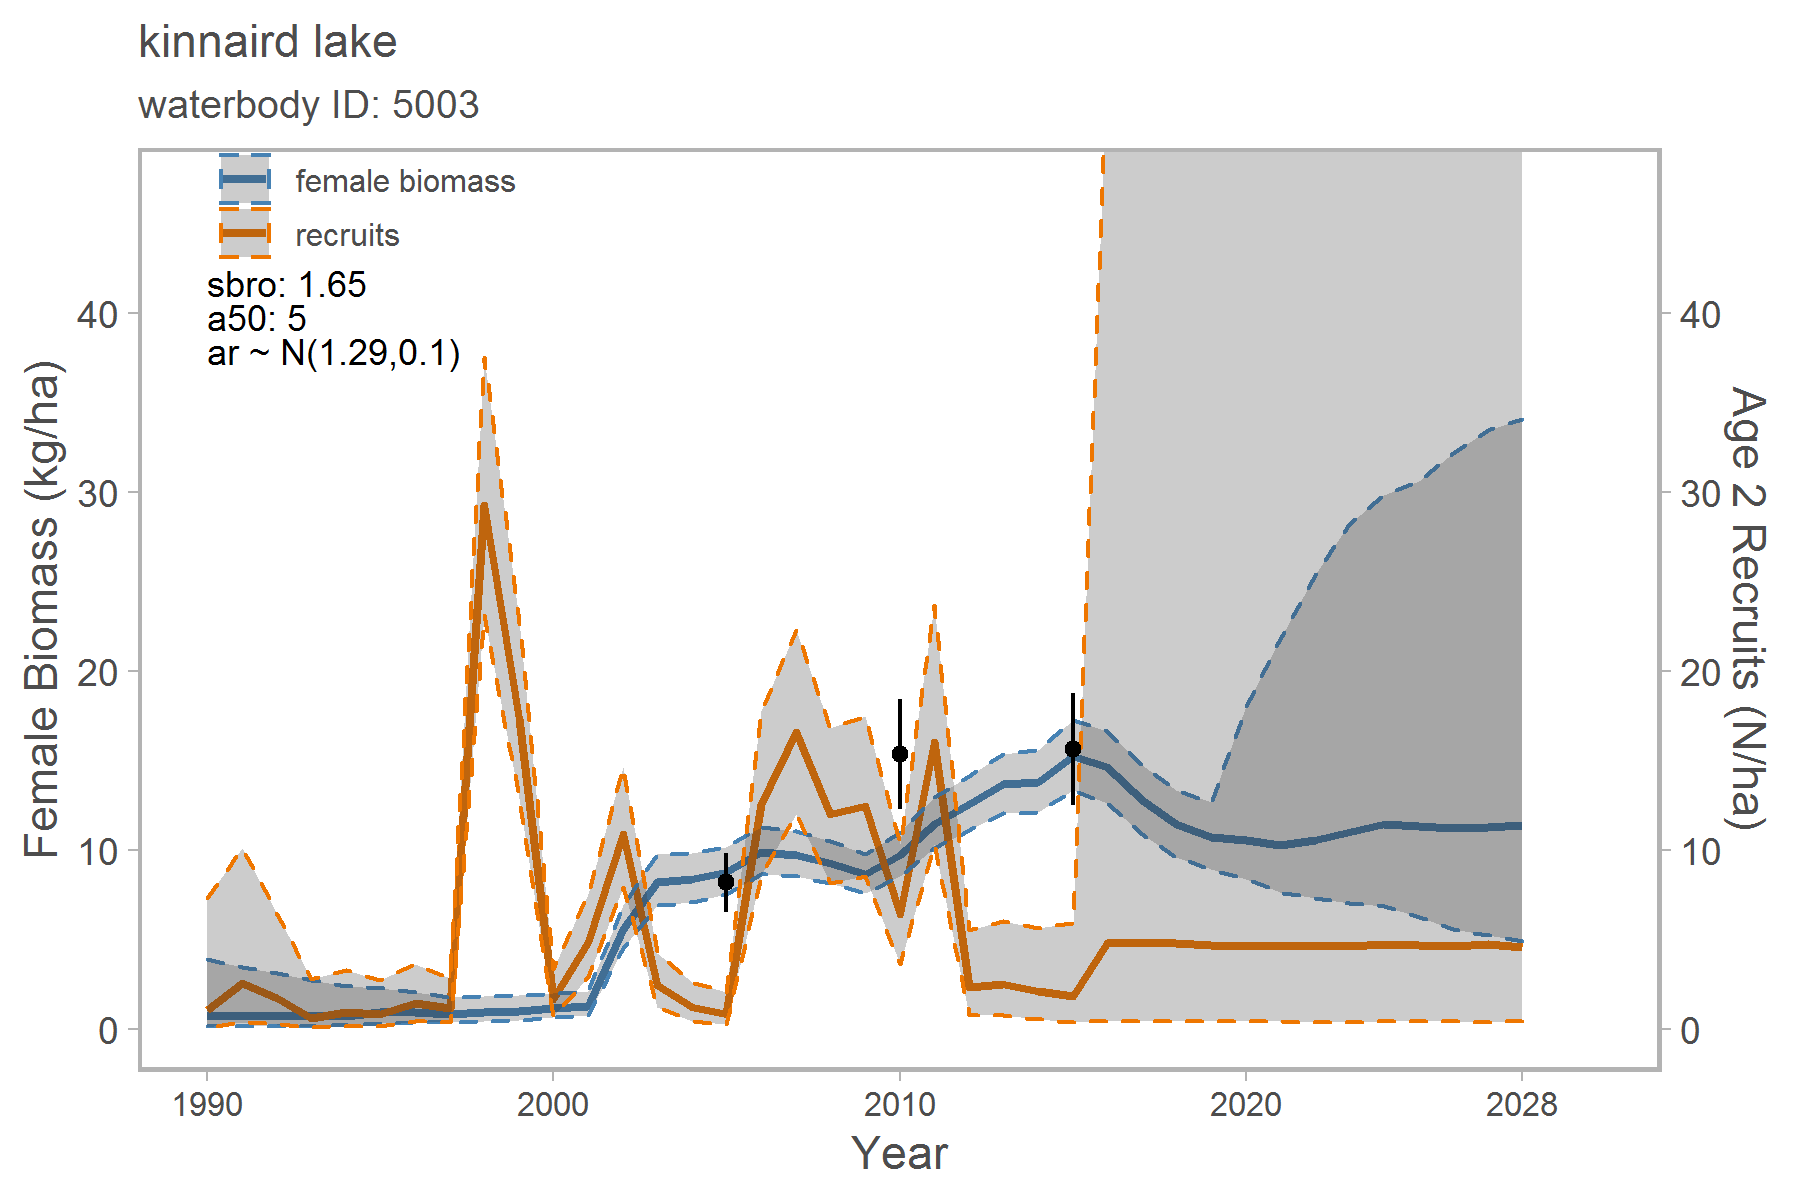 kinnaird lake
waterbody ID: 5003
female biomass
recruits
sbro: 1.65
a50: 5
ar ~ N(1.29,0.1)
Female Biomass (kg/ha)
40
30
20
10
0
40
30
20
10
0
Age 2 Recruits (N/ha)
1990
2000
2010
2020
2028
Year